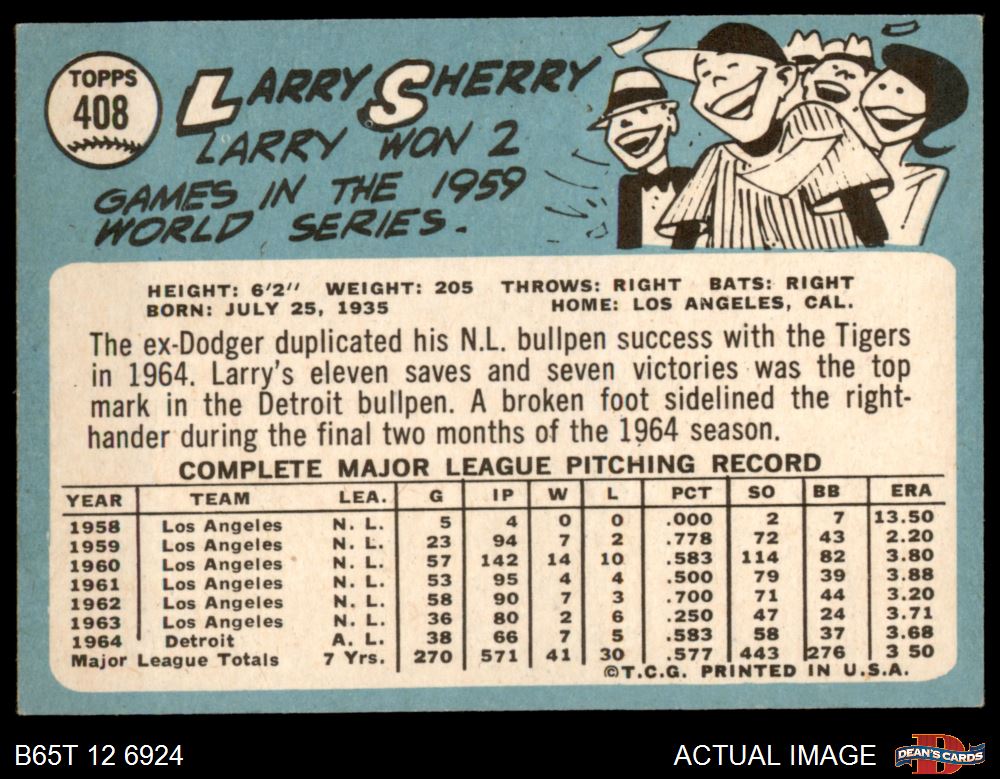 TOPPS
408
LARRY SHERRY
LARRY WON 2
GAMES IN THE 1959
WORLD SERIES.
HEIGHT: 6'2" WEIGHT: 205 THROWS: RIGHT BATS: RIGHT
BORN: JULY 25, 1935 HOME: LOS ANGELES, CAL.
The ex-Dodger duplicated his N.L. bullpen success with the Tigers
in 1964. Larry's eleven saves and seven victories was the top
mark in the Detroit bullpen. A broken foot sidelined the right-
hander during the final two months of the 1964 season.
COMPLETE MAJOR LEAGUE PITCHING RECORD
YEAR TEAM LEA. G IP W L PCT SO BB ERA
1958 Los Angeles N. L. 5 4 0 0 .000 2 7 13.50
1959 Los Angeles N. L. 23 94 7 2 .778 72 43 2.20
1960 Los Angeles N. L. 57 142 14 10 .583 114 82 3.80
1961 Los Angeles N. L. 53 95 4 4 .500 79 39 3.88
1962 Los Angeles N. L. 58 90 7 3 .700 71 44 3.20
1963 Los Angeles N. L. 36 80 2 6 .250 47 24 3.71
1964 Detroit A. L. 38 66 7 5 .583 58 37 3.68
Major League Totals 7 Yrs. 270 571 41 30 .577 443 276 3 50
©T.C.G. PRINTED IN U.S.A.
B65T 12 6924 ACTUAL IMAGE D DEAN'S CARDS